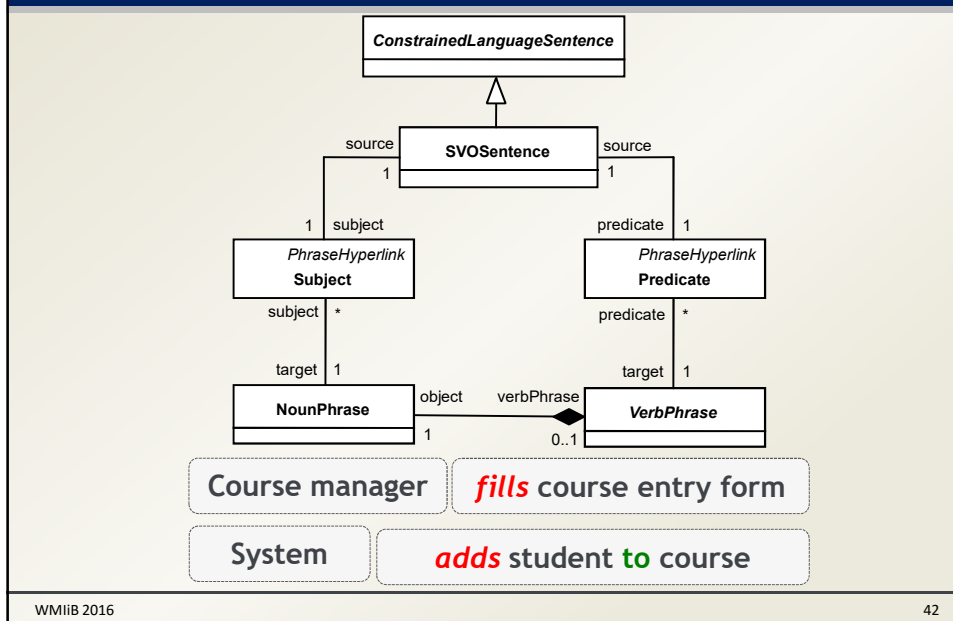 ConstrainedLanguageSentence
source
SVOSentence
source
1
1
1 subject
predicate 1
PhraseHyperlink
Subject
PhraseHyperlink
Predicate
subject *
predicate *
target 1
target 1
NounPhrase
object
verbPhrase
VerbPhrase
1
0..1
Course manager
fills course entry form
System
adds student to course
WMIiB 2016
42